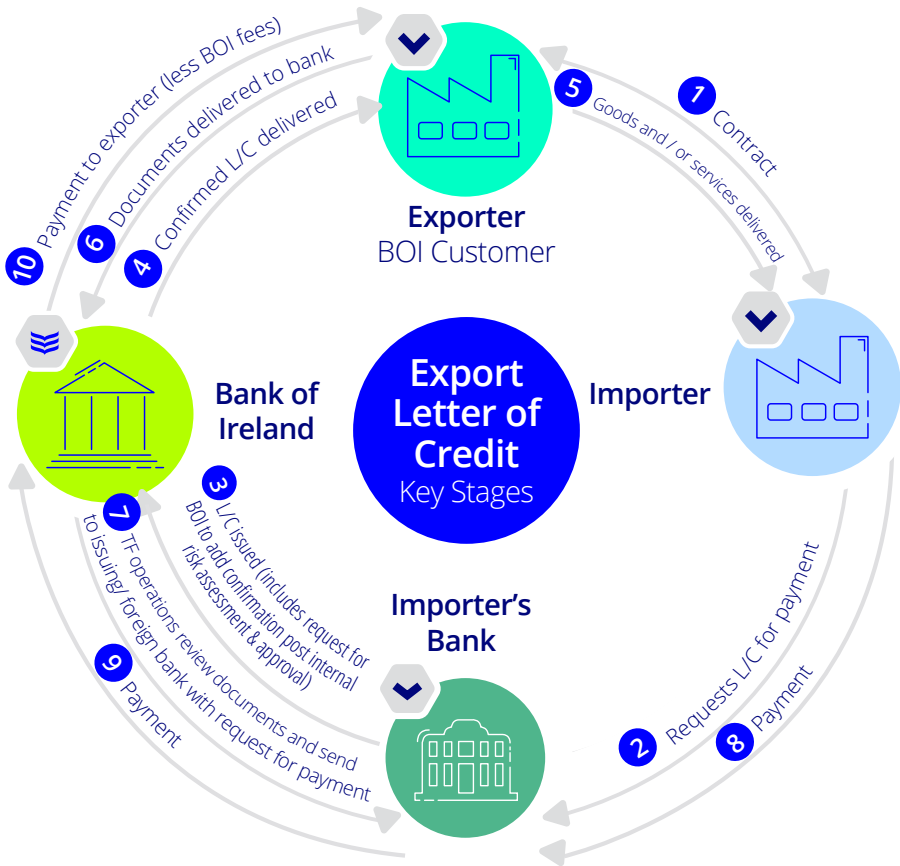 Export
Letter of
Credit
Key Stages
Exporter
BOI Customer
Importer
Importer's
Bank
Bank of
Ireland
1 Contract
2 Requests L/C for payment
3 L/C issued (includes request for
BOI to add confirmation post internal
risk assessment & approval)
4 Confirmed L/C delivered
5 Goods and / or services delivered
6 Documents delivered to bank
7 TF operations review documents and send
to issuing/ foreign bank with request for payment
8 Payment
9 Payment
10 Payment to exporter (less BOI fees)